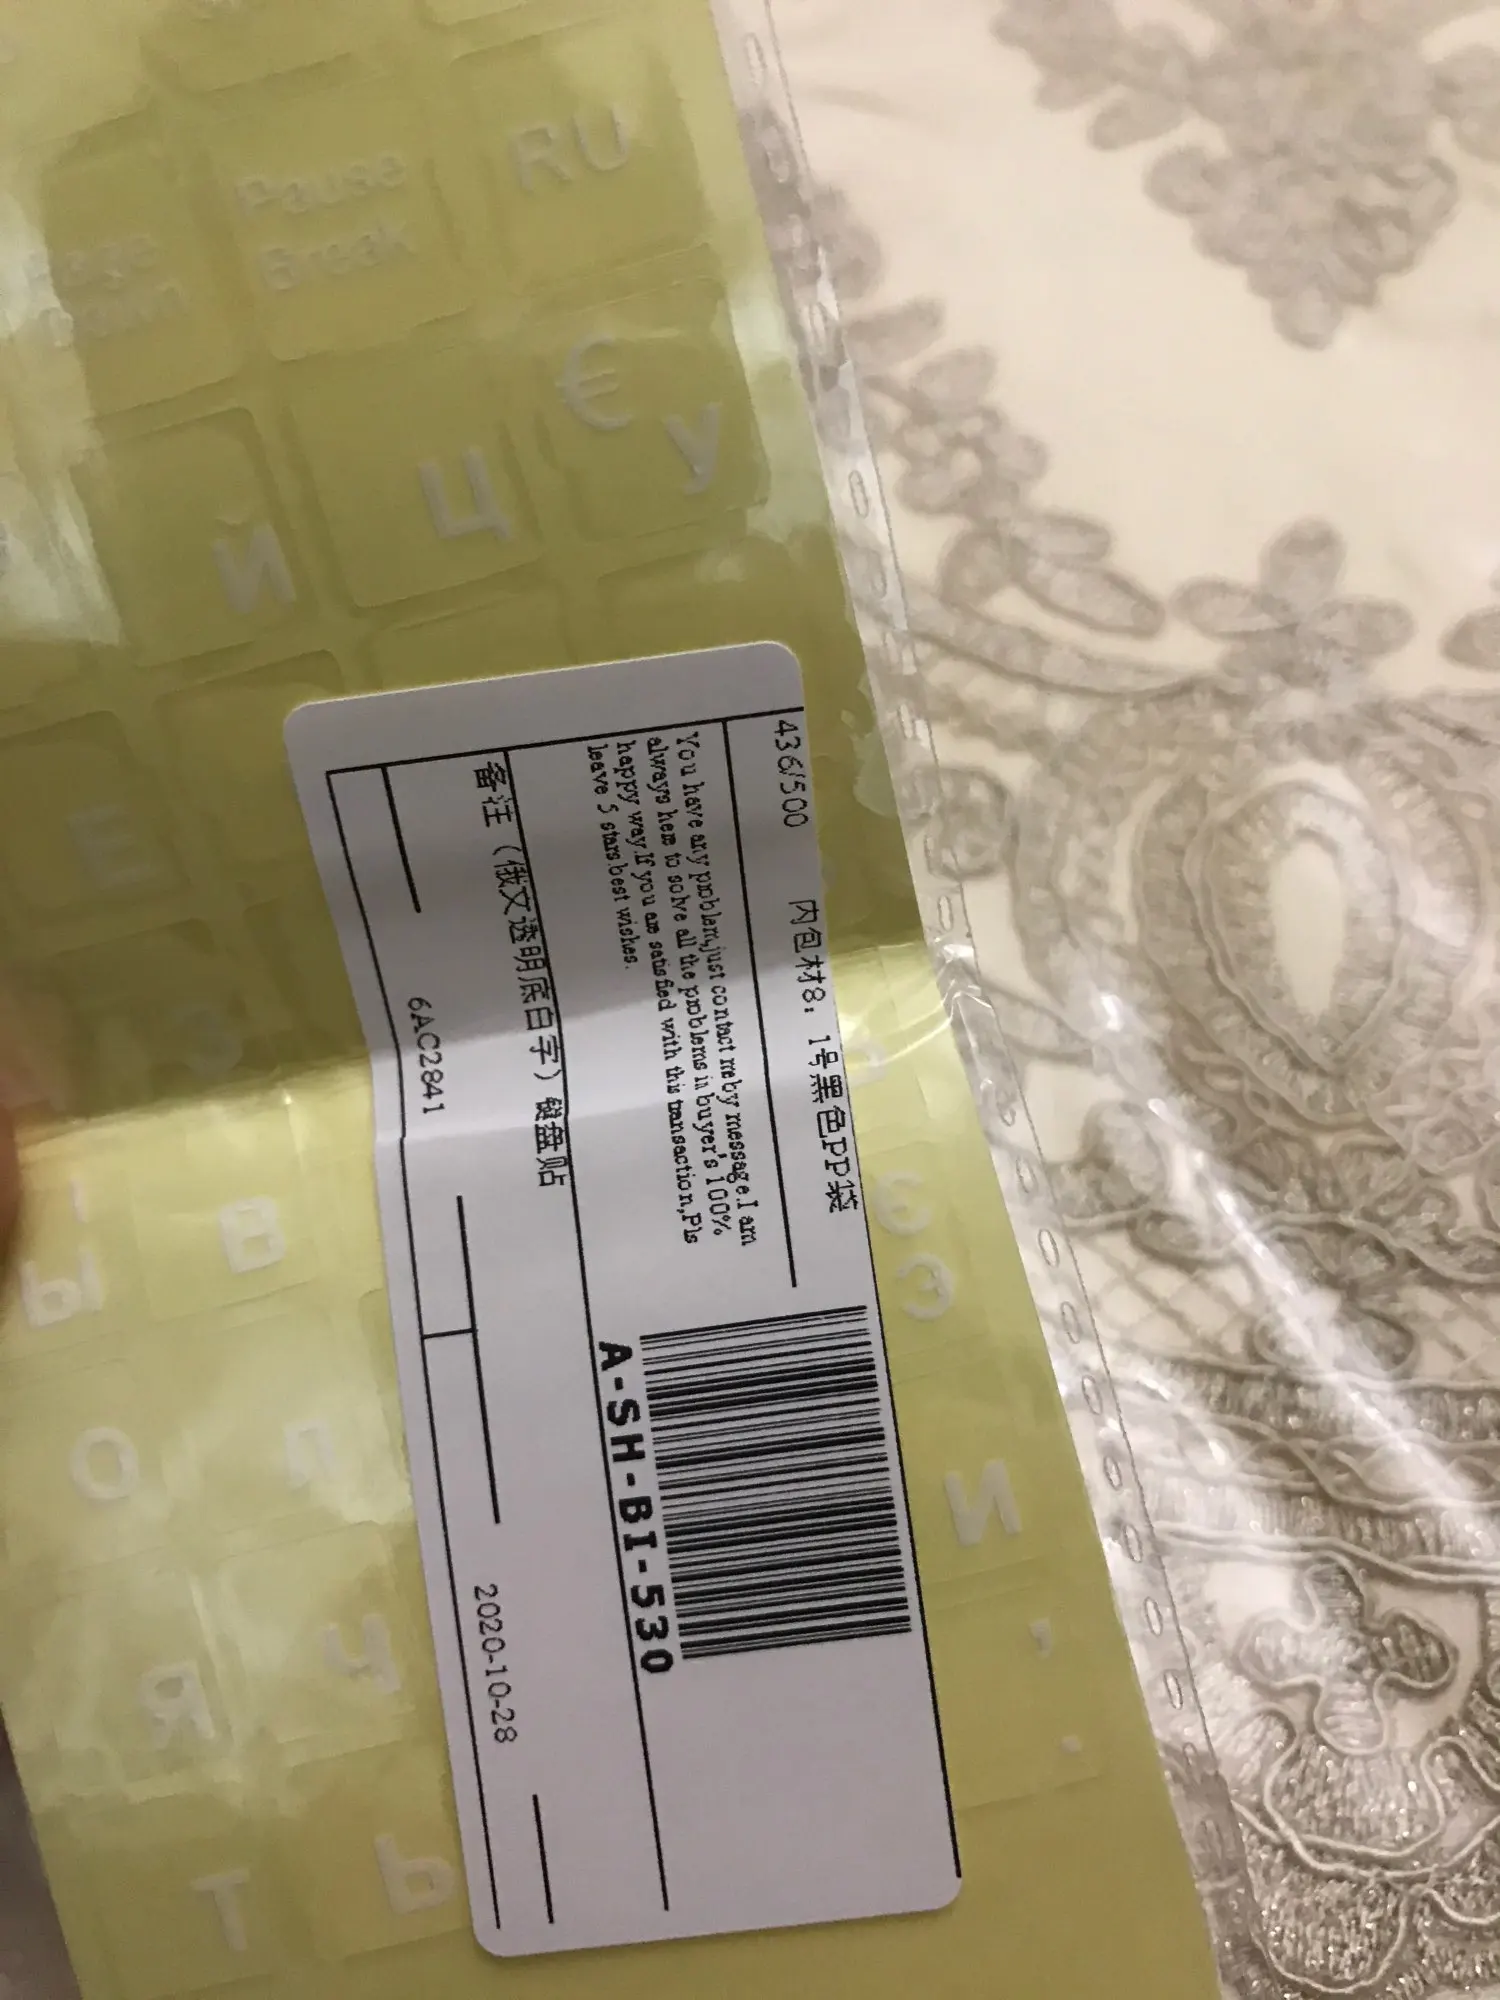 RU
Pause
Break
€
У
Ц
Й
Е
436/500 内包材8: 1号黑色PP袋
You have any problem,just contact me by message.I am
always here to solve all the problems in buyer's 100%
happy way.If you are satisfied with this transaction,Pls
leave 5 stars,best wishes.
A-SH-BI-530
备注 (俄文透明底白字) 键盘贴
6AC2841
2020-10-28
Є
Э
В
Ы
И
О
П
Ч
Я
Ь
Т